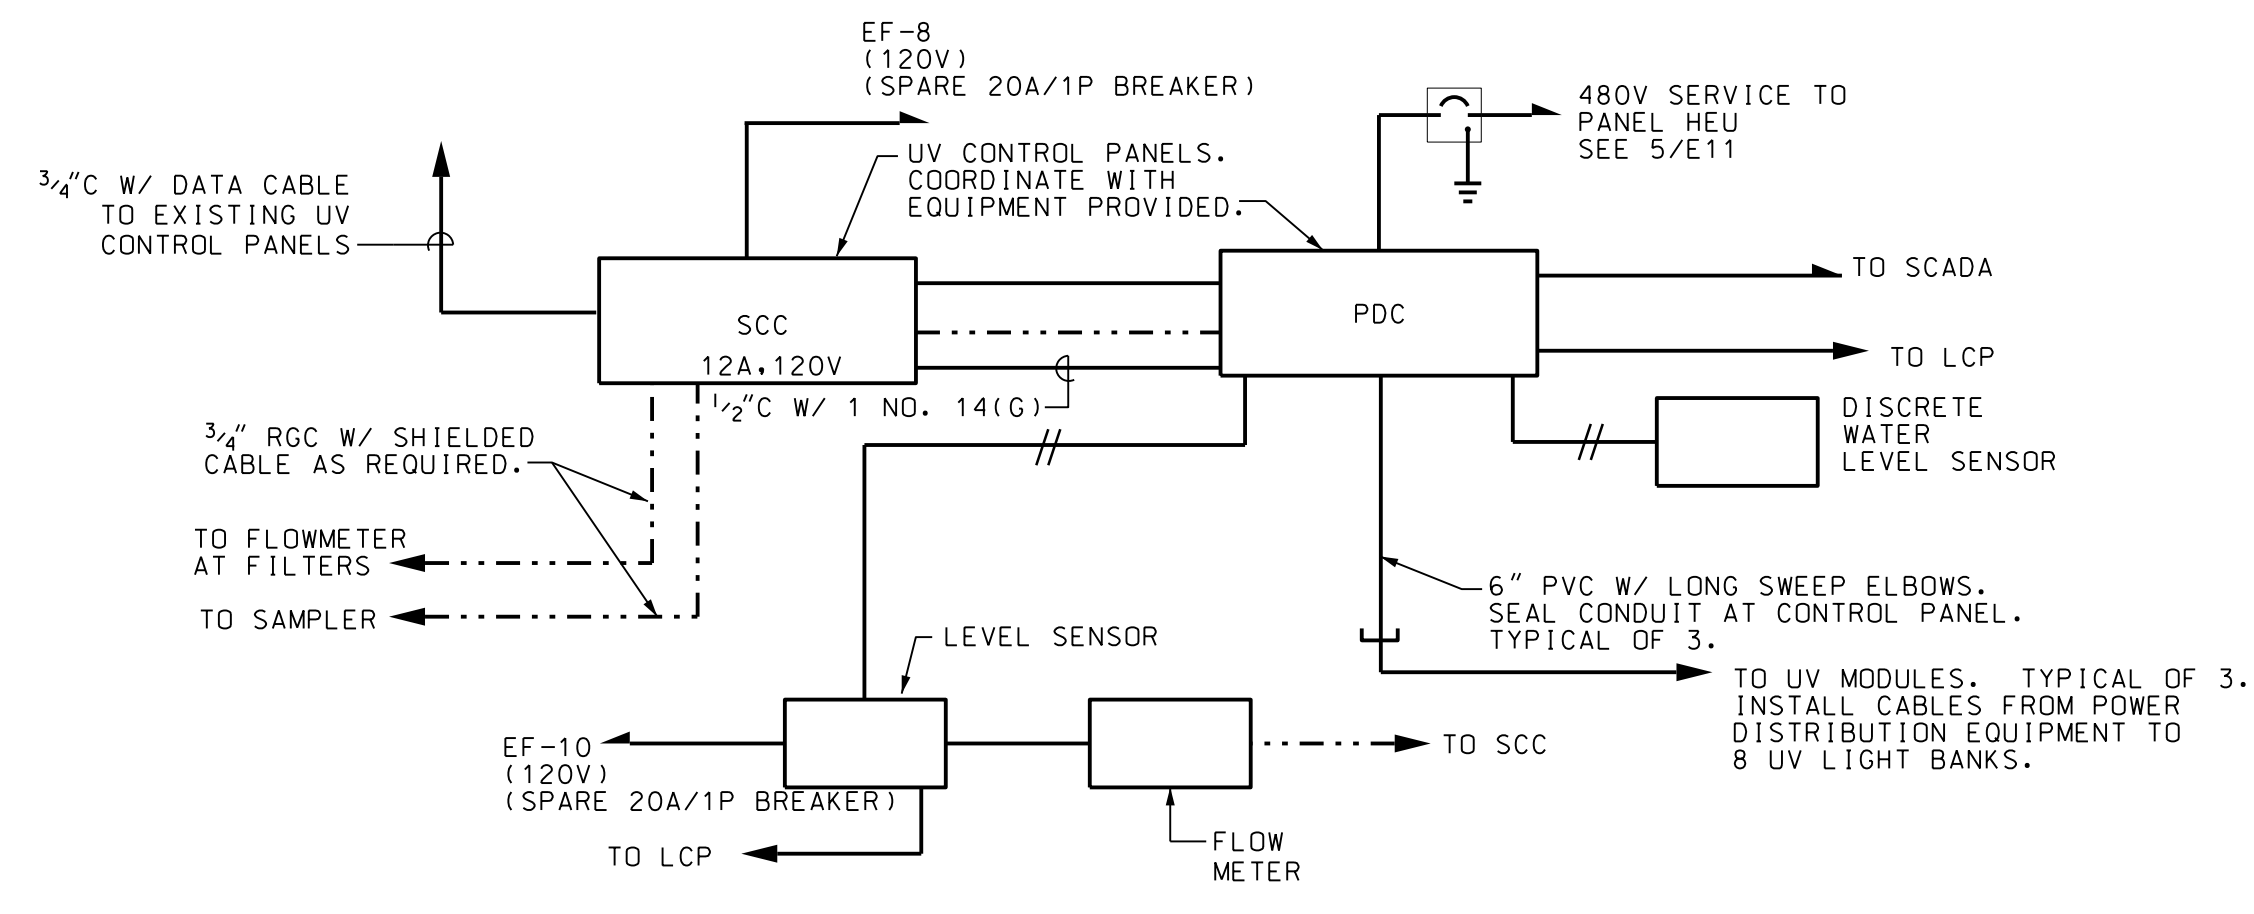 EF-8
(120V)
(SPARE 20A/1P BREAKER)
480V SERVICE TO
PANEL HEU
SEE 5/E11
UV CONTROL PANELS.
COORDINATE WITH
EQUIPMENT PROVIDED.
3/4"C W/ DATA CABLE
TO EXISTING UV
CONTROL PANELS
SCC
12A,120V
PDC
TO SCADA
TO LCP
1/2"C W/ 1 NO. 14(G)
DISCRETE
WATER
LEVEL SENSOR
3/4" RGC W/ SHIELDED
CABLE AS REQUIRED.
TO FLOWMETER
AT FILTERS
TO SAMPLER
6" PVC W/ LONG SWEEP ELBOWS.
SEAL CONDUIT AT CONTROL PANEL.
TYPICAL OF 3.
LEVEL SENSOR
TO UV MODULES.  TYPICAL OF 3.
INSTALL CABLES FROM POWER
DISTRIBUTION EQUIPMENT TO
8 UV LIGHT BANKS.
EF-10
(120V)
(SPARE 20A/1P BREAKER)
TO SCC
TO LCP
FLOW
METER